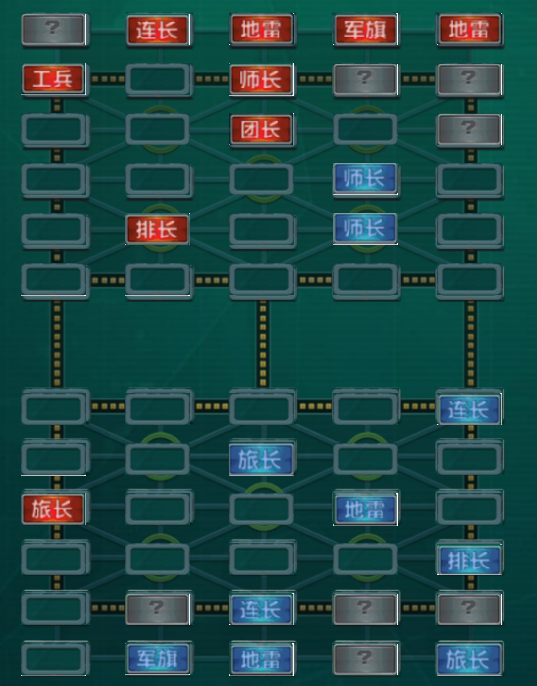 ? 连长 地雷 军旗 地雷
工兵 师长 ? ?
团长 ?
师长
排长 师长
连长
旅长
旅长 地雷
排长
? 连长 ? ?
军旗 地雷 ? 旅长